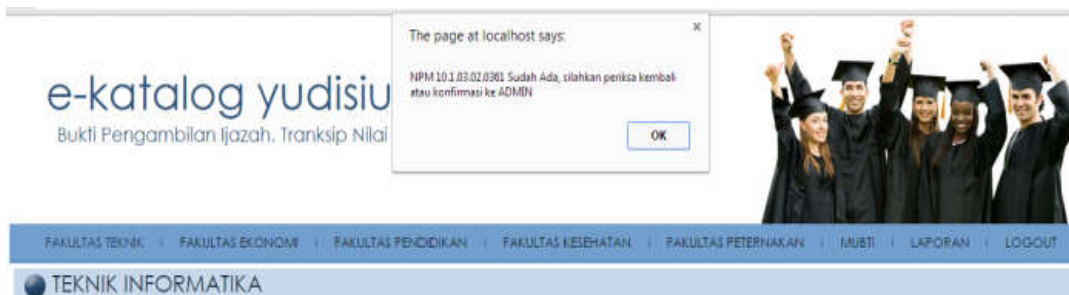 The page at localhost says:
NPM 10.1.03.02.0361 Sudah Ada, silahkan periksa kembali
atau konfirmasi ke ADMIN
OK
e-katalog yudisiu
Bukti Pengambilan Ijazah, Tranksip Nilai
FAKULTAS TEKNIK | FAKULTAS EKONOMI | FAKULTAS PENDIDIKAN | FAKULTAS KESEHATAN | FAKULTAS PETERNAKAN | MUBTI | LAPORAN | LOGOUT
TEKNIK INFORMATIKA